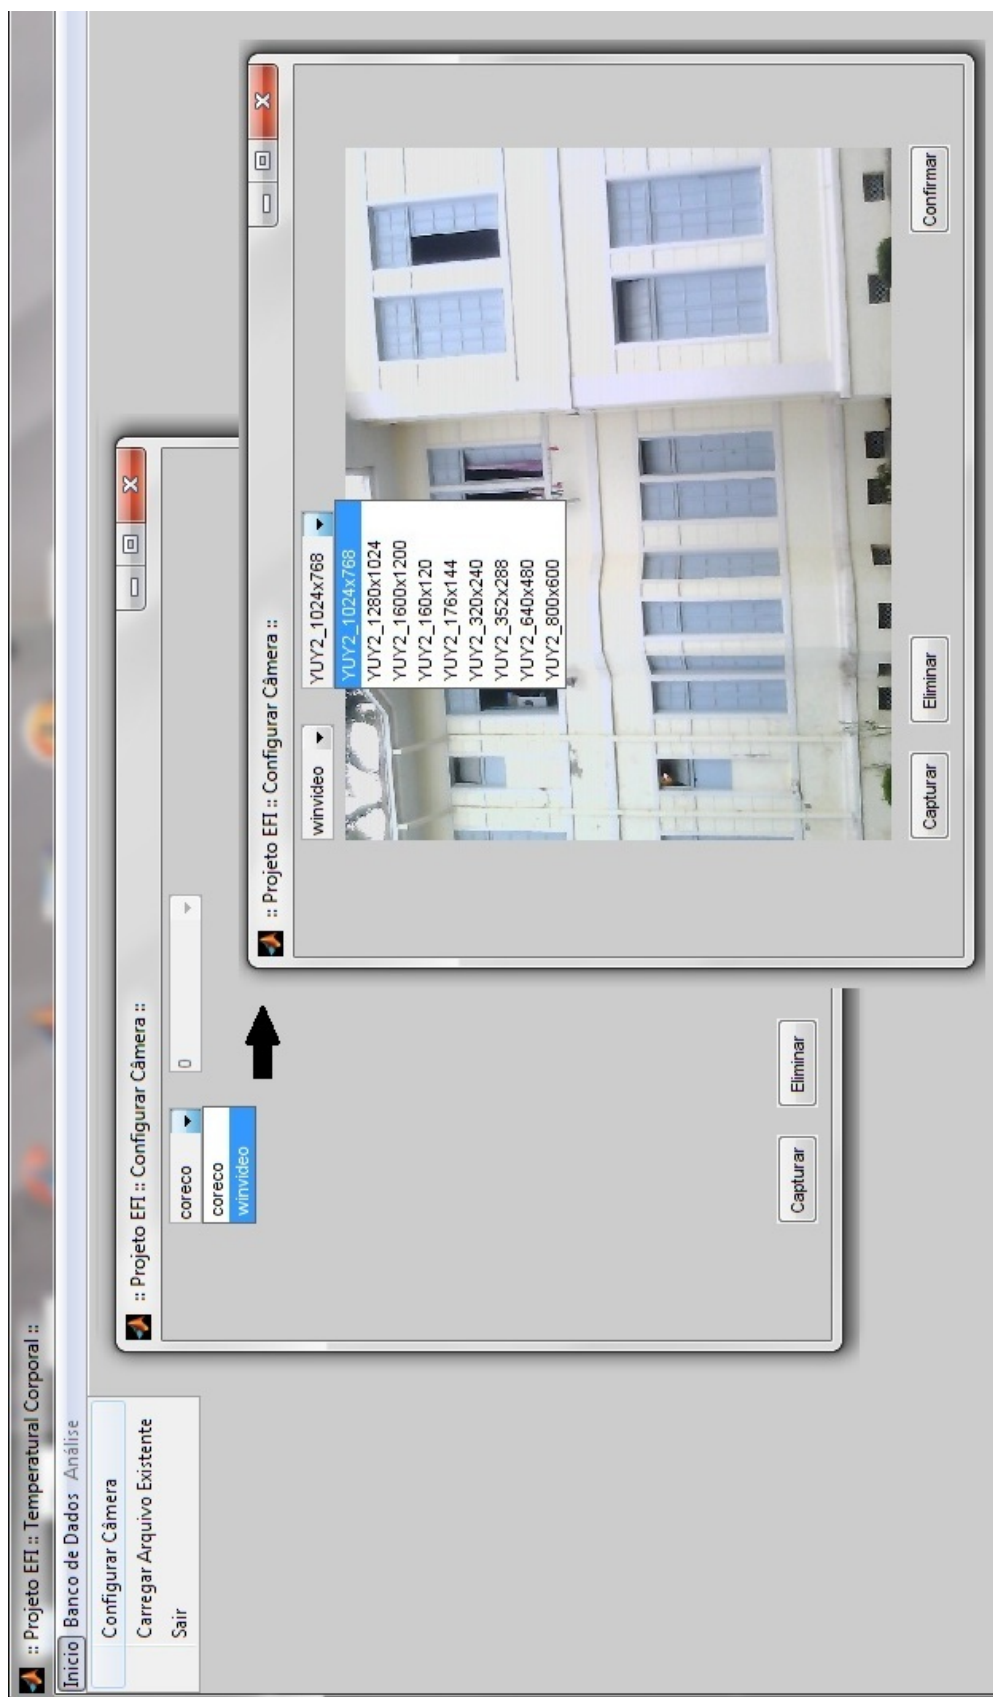 :: Projeto EFI :: Temperatural Corporal ::
Inicio Banco de Dados Análise
Configurar Câmera
Carregar Arquivo Existente
Sair
:: Projeto EFI :: Configurar Câmera ::
coreco 0
coreco
winvideo
Capturar Eliminar
:: Projeto EFI :: Configurar Câmera ::
winvideo YUY2_1024x768
YUY2_1024x768
YUY2_1280x1024
YUY2_1600x1200
YUY2_160x120
YUY2_176x144
YUY2_320x240
YUY2_352x288
YUY2_640x480
YUY2_800x600
Capturar Eliminar Confirmar